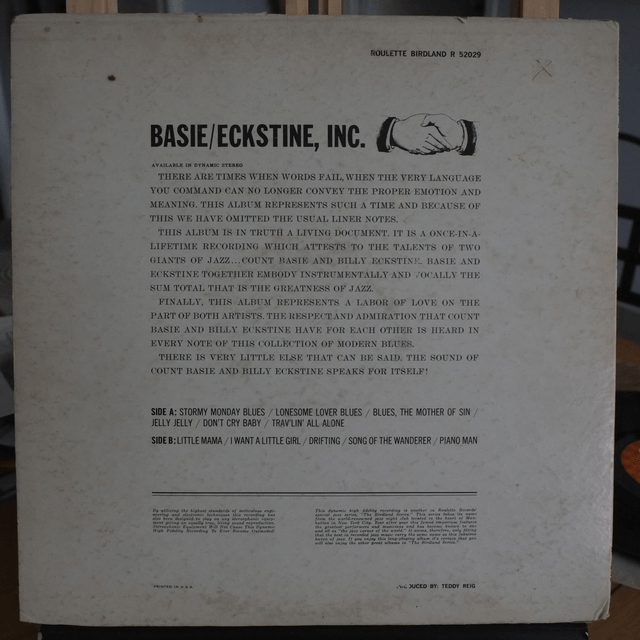 ROULETTE BIRDLAND R 52029
BASIE/ECKSTINE, INC.
AVAILABLE IN DYNAMIC STEREO
THERE ARE TIMES WHEN WORDS FAIL, WHEN THE VERY LANGUAGE
YOU COMMAND CAN NO LONGER CONVEY THE PROPER EMOTION AND
MEANING. THIS ALBUM REPRESENTS SUCH A TIME AND BECAUSE OF
THIS WE HAVE OMITTED THE USUAL LINER NOTES.
THIS ALBUM IS IN TRUTH A LIVING DOCUMENT. IT IS A ONCE-IN-A-
LIFETIME RECORDING WHICH ATTESTS TO THE TALENTS OF TWO
GIANTS OF JAZZ...COUNT BASIE AND BILLY ECKSTINE. BASIE AND
ECKSTINE TOGETHER EMBODY INSTRUMENTALLY AND VOCALLY THE
SUM TOTAL THAT IS THE GREATNESS OF JAZZ.
FINALLY, THIS ALBUM REPRESENTS A LABOR OF LOVE ON THE
PART OF BOTH ARTISTS. THE RESPECT AND ADMIRATION THAT COUNT
BASIE AND BILLY ECKSTINE HAVE FOR EACH OTHER IS HEARD IN
EVERY NOTE OF THIS COLLECTION OF MODERN BLUES.
THERE IS VERY LITTLE ELSE THAT CAN BE SAID. THE SOUND OF
COUNT BASIE AND BILLY ECKSTINE SPEAKS FOR ITSELF!
SIDE A: STORMY MONDAY BLUES / LONESOME LOVER BLUES / BLUES, THE MOTHER OF SIN /
JELLY JELLY / DON'T CRY BABY / TRAV'LIN' ALL ALONE
SIDE B: LITTLE MAMA / I WANT A LITTLE GIRL / DRIFTING / SONG OF THE WANDERER / PIANO MAN
PRINTED IN U.S.A.
PRODUCED BY: TEDDY REIG